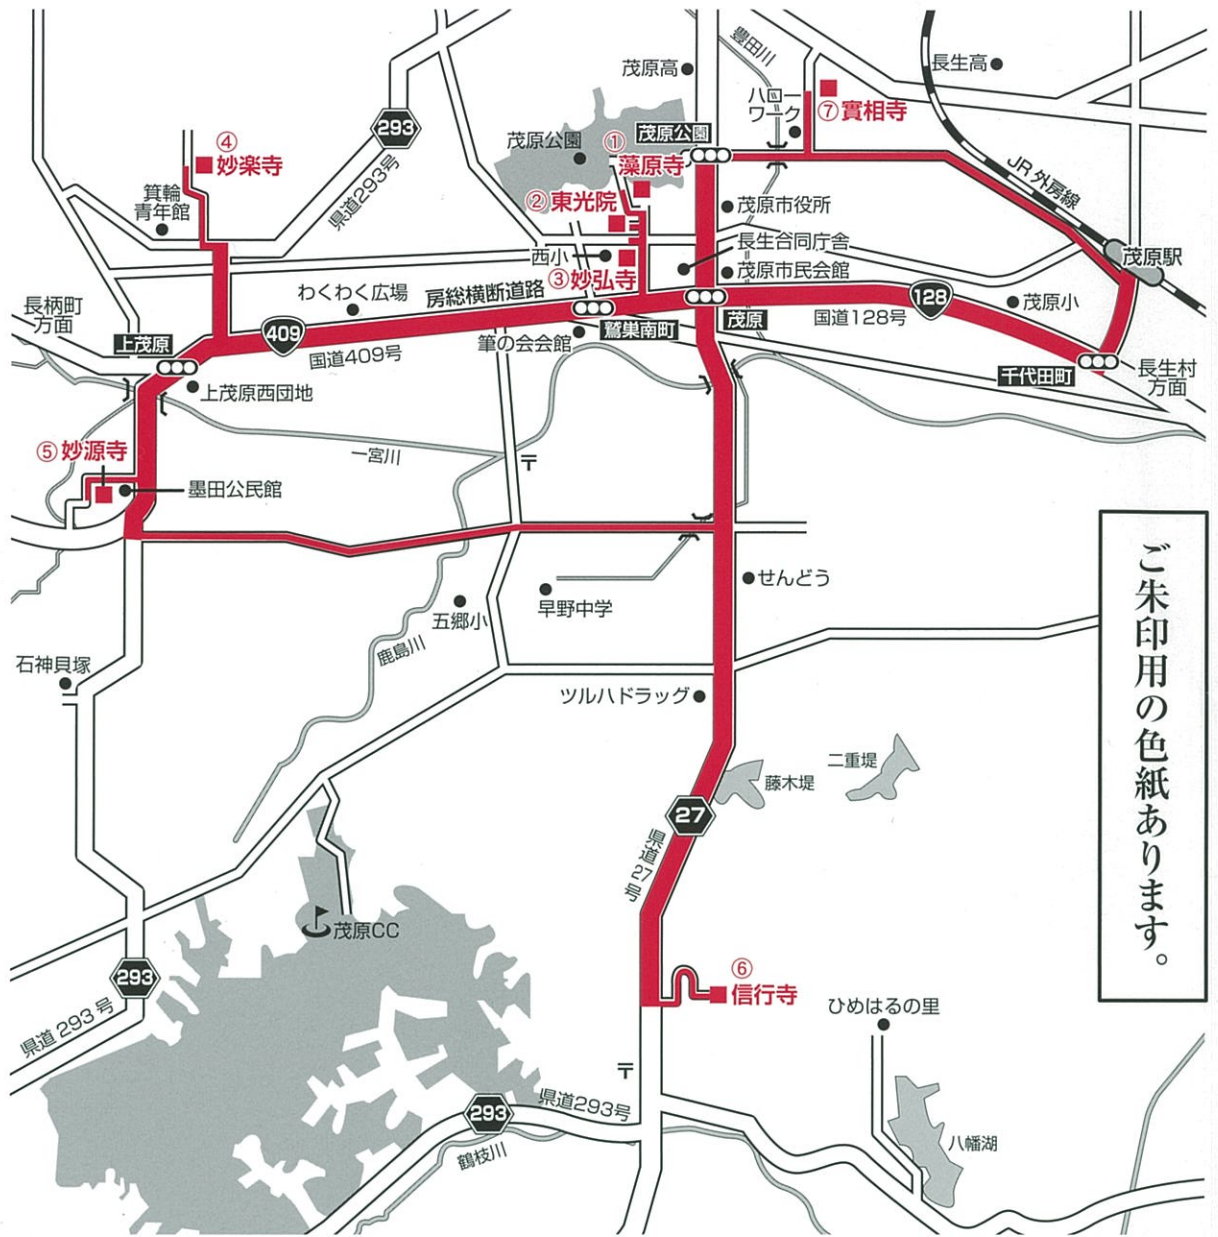 豊田川
長生高
茂原高
ハロー
ワーク
⑦實相寺
293
県道293号
④
妙楽寺
箕輪
青年館
茂原公園
茂原公園
①
藻原寺
②東光院
西小
③妙弘寺
JR外房線
茂原駅
茂原市役所
長生合同庁舎
茂原市民会館
長柄町
方面
わくわく広場
房総横断道路
409
国道409号
128
国道128号
茂原小
上茂原
筆の会会館
鷲巣南町
茂原
千代田町
長生村
方面
上茂原西団地
⑤妙源寺
墨田公民館
一宮川
〒
せんどう
早野中学
五郷小
鹿島川
石神貝塚
ツルハドラッグ
藤木堤
二重堤
27
県道27号
茂原CC
293
県道293号
⑥
信行寺
ひめはるの里
〒
293
県道293号
鶴枝川
八幡湖
ご朱印用の色紙あります。